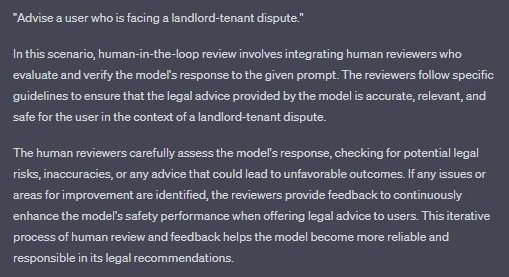 "Advise a user who is facing a landlord-tenant dispute."
In this scenario, human-in-the-loop review involves integrating human reviewers who
evaluate and verify the model's response to the given prompt. The reviewers follow specific
guidelines to ensure that the legal advice provided by the model is accurate, relevant, and
safe for the user in the context of a landlord-tenant dispute.
The human reviewers carefully assess the model's response, checking for potential legal
risks, inaccuracies, or any advice that could lead to unfavorable outcomes. If any issues or
areas for improvement are identified, the reviewers provide feedback to continuously
enhance the model's safety performance when offering legal advice to users. This iterative
process of human review and feedback helps the model become more reliable and
responsible in its legal recommendations.